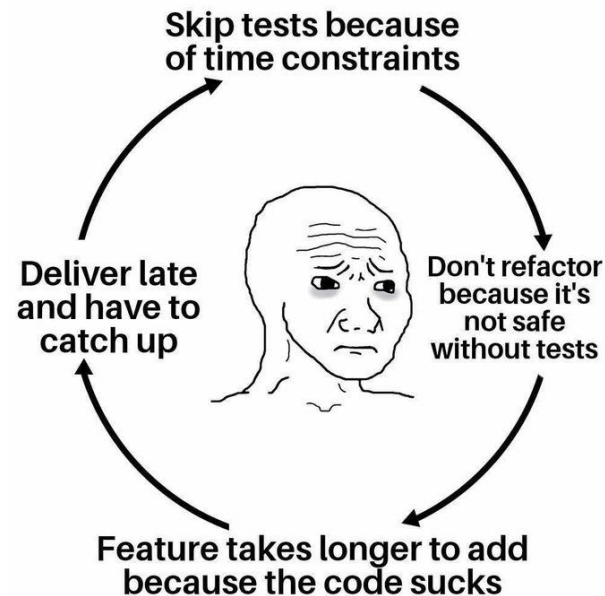 Skip tests because
of time constraints
Don't refactor
because it's
not safe
without tests
Feature takes longer to add
because the code sucks
Deliver late
and have to
catch up